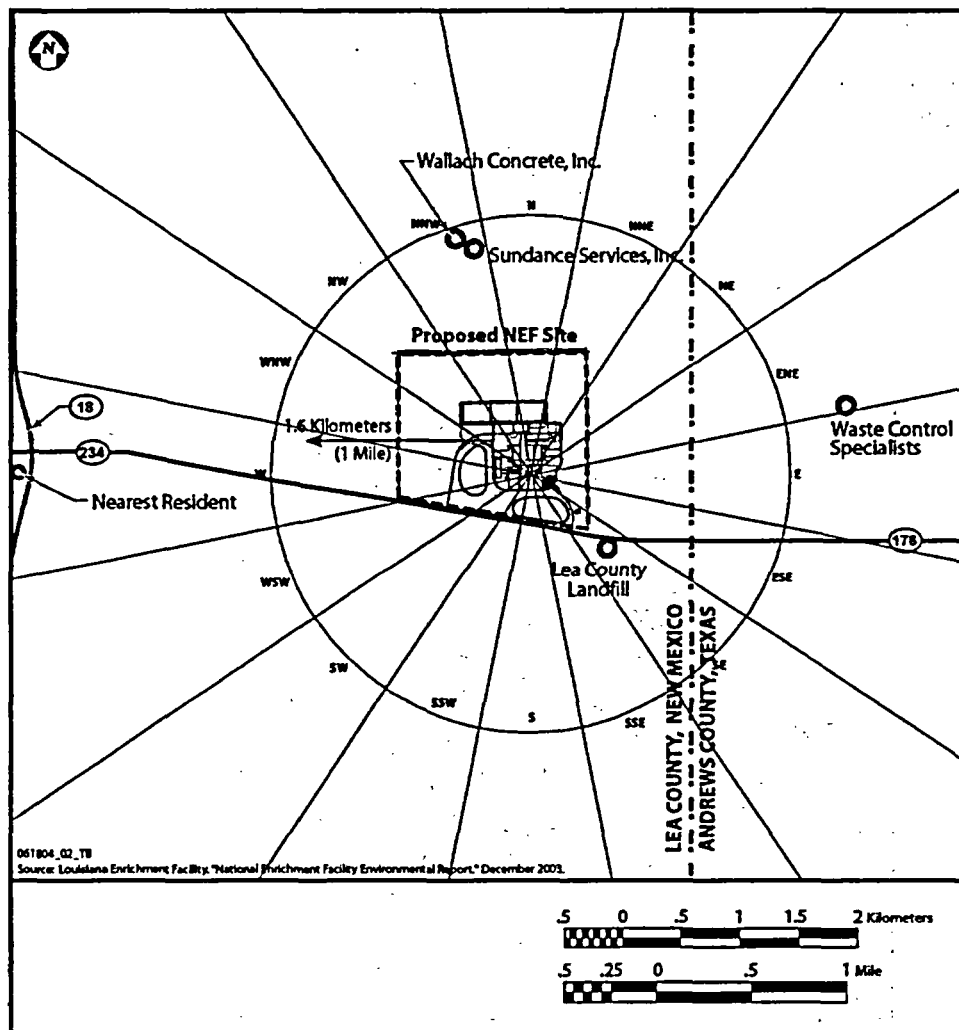 N
Wallach Concrete, Inc.
N
NNW
NNE
Sundance Services, Inc.
NW
NE
Proposed NEF Site
WNW
ENE
18
1.6 Kilometers
(1 Mile)
Waste Control
Specialists
234
W
E
Nearest Resident
178
Lea County
Landfill
WSW
ESE
SW
SE
SSW
S
SSE
LEA COUNTY, NEW MEXICO
ANDREWS COUNTY, TEXAS
061804_02_TB
Source: Louisiana Enrichment Facility, "National Enrichment Facility Environmental Report," December 2003.
.5 0 .5 1 1.5 2 Kilometers
.5 .25 0 .5 1 Mile